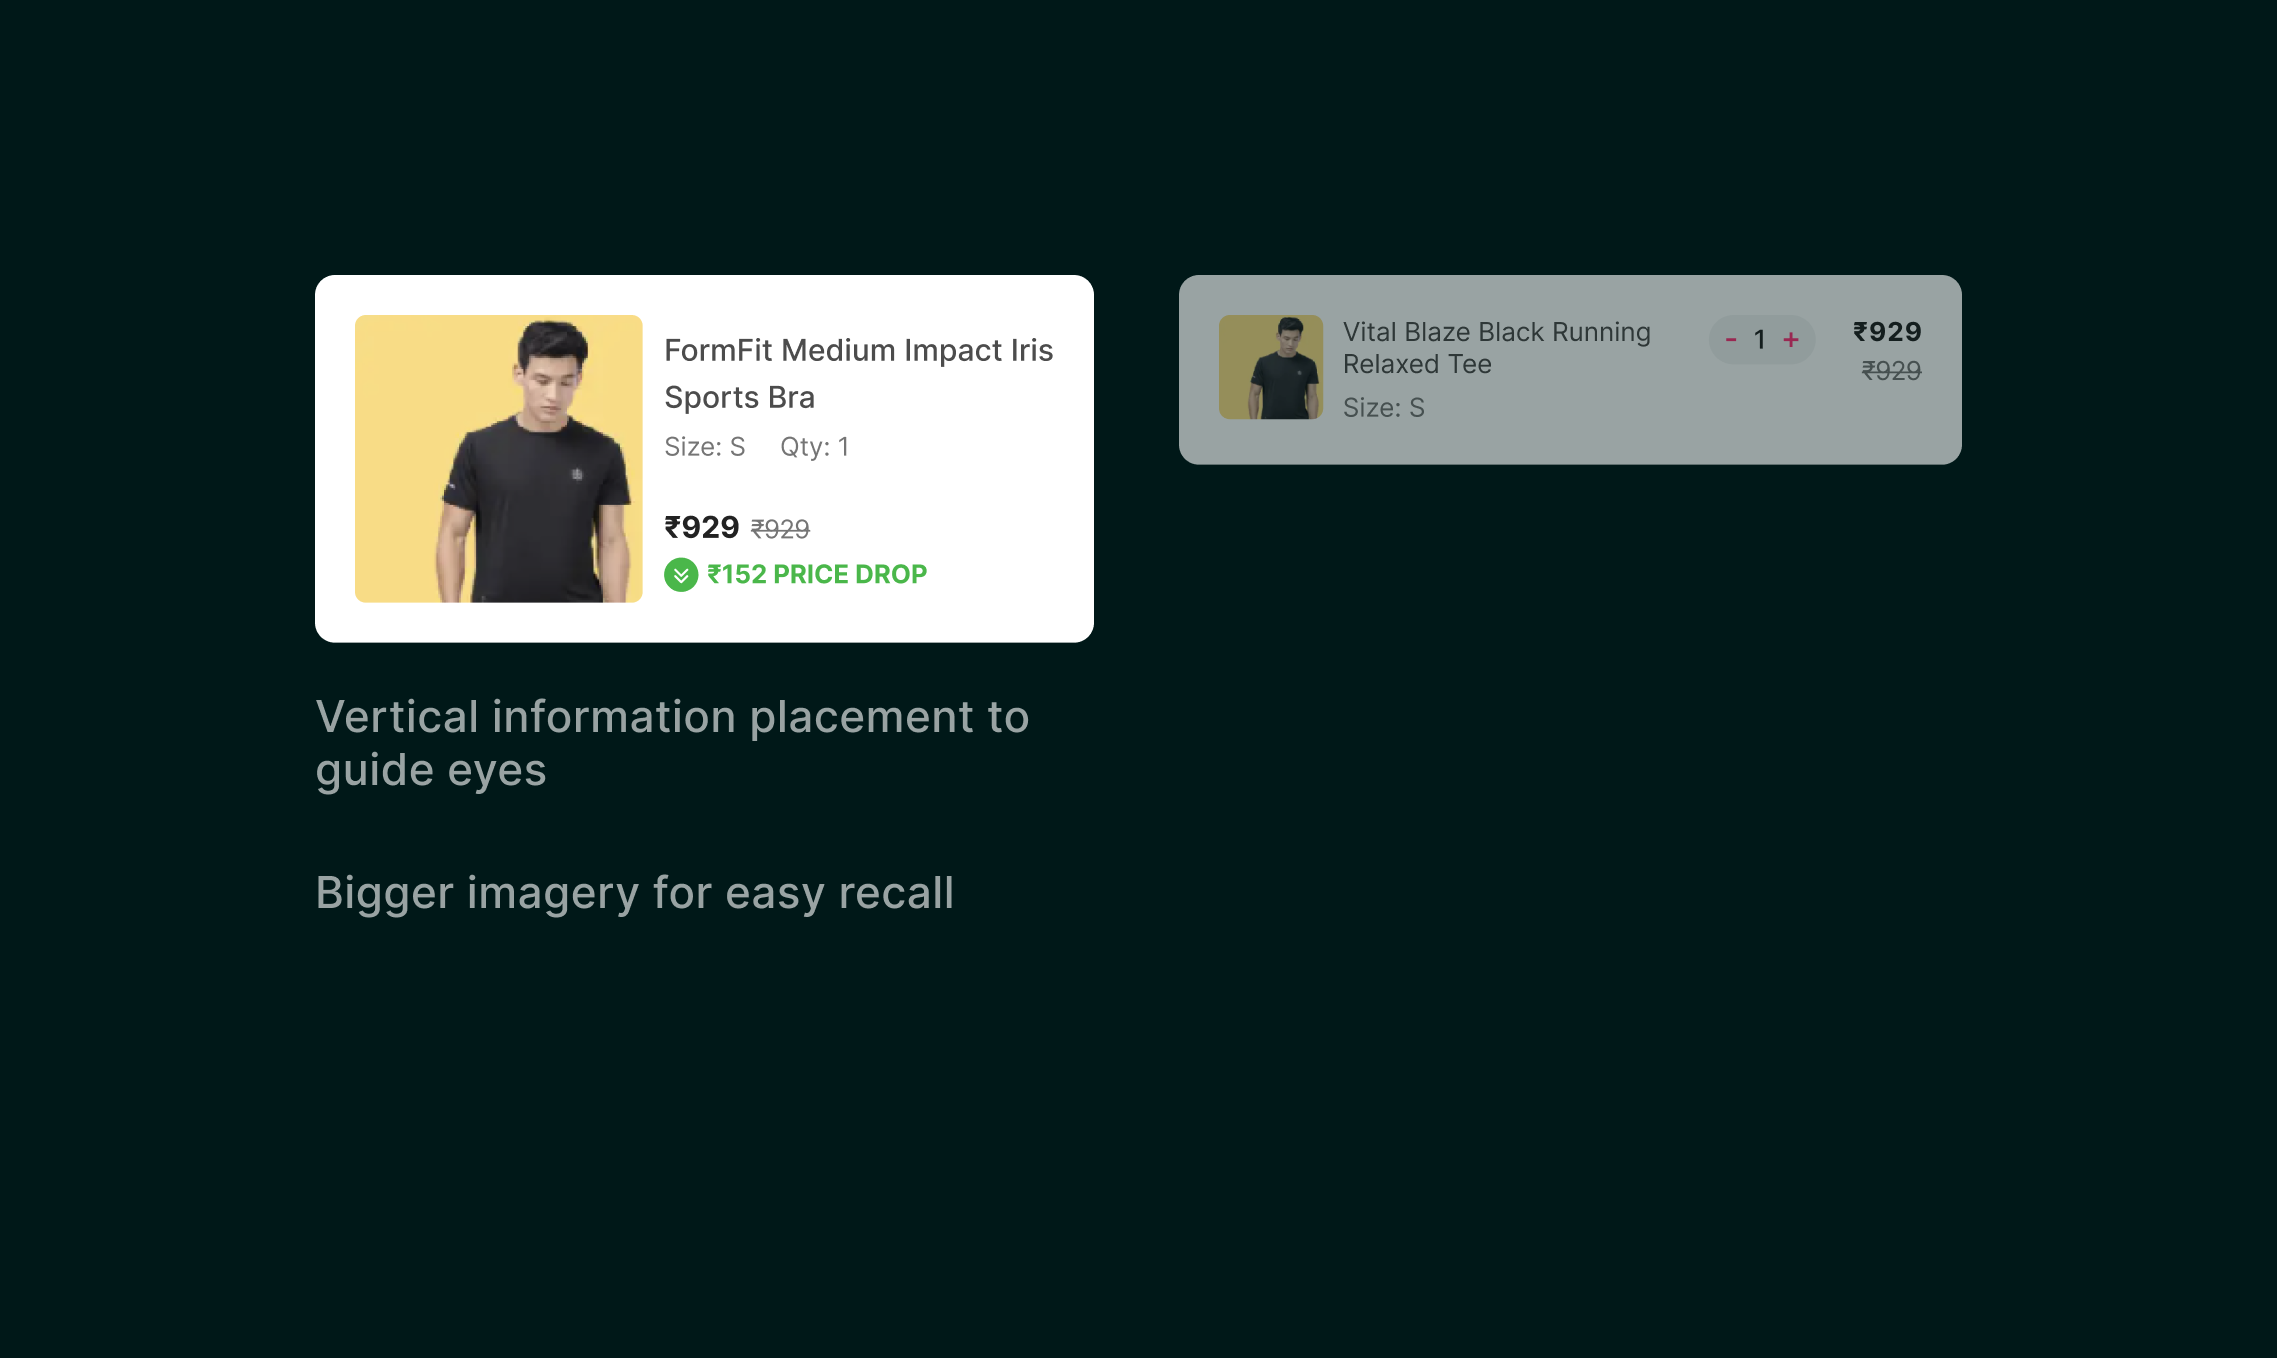 FormFit Medium Impact Iris
Sports Bra
Size: S Qty: 1
₹929 ₹929
₹152 PRICE DROP
Vertical information placement to
guide eyes
Bigger imagery for easy recall
Vital Blaze Black Running
Relaxed Tee
Size: S
- 1 +
₹929
₹929